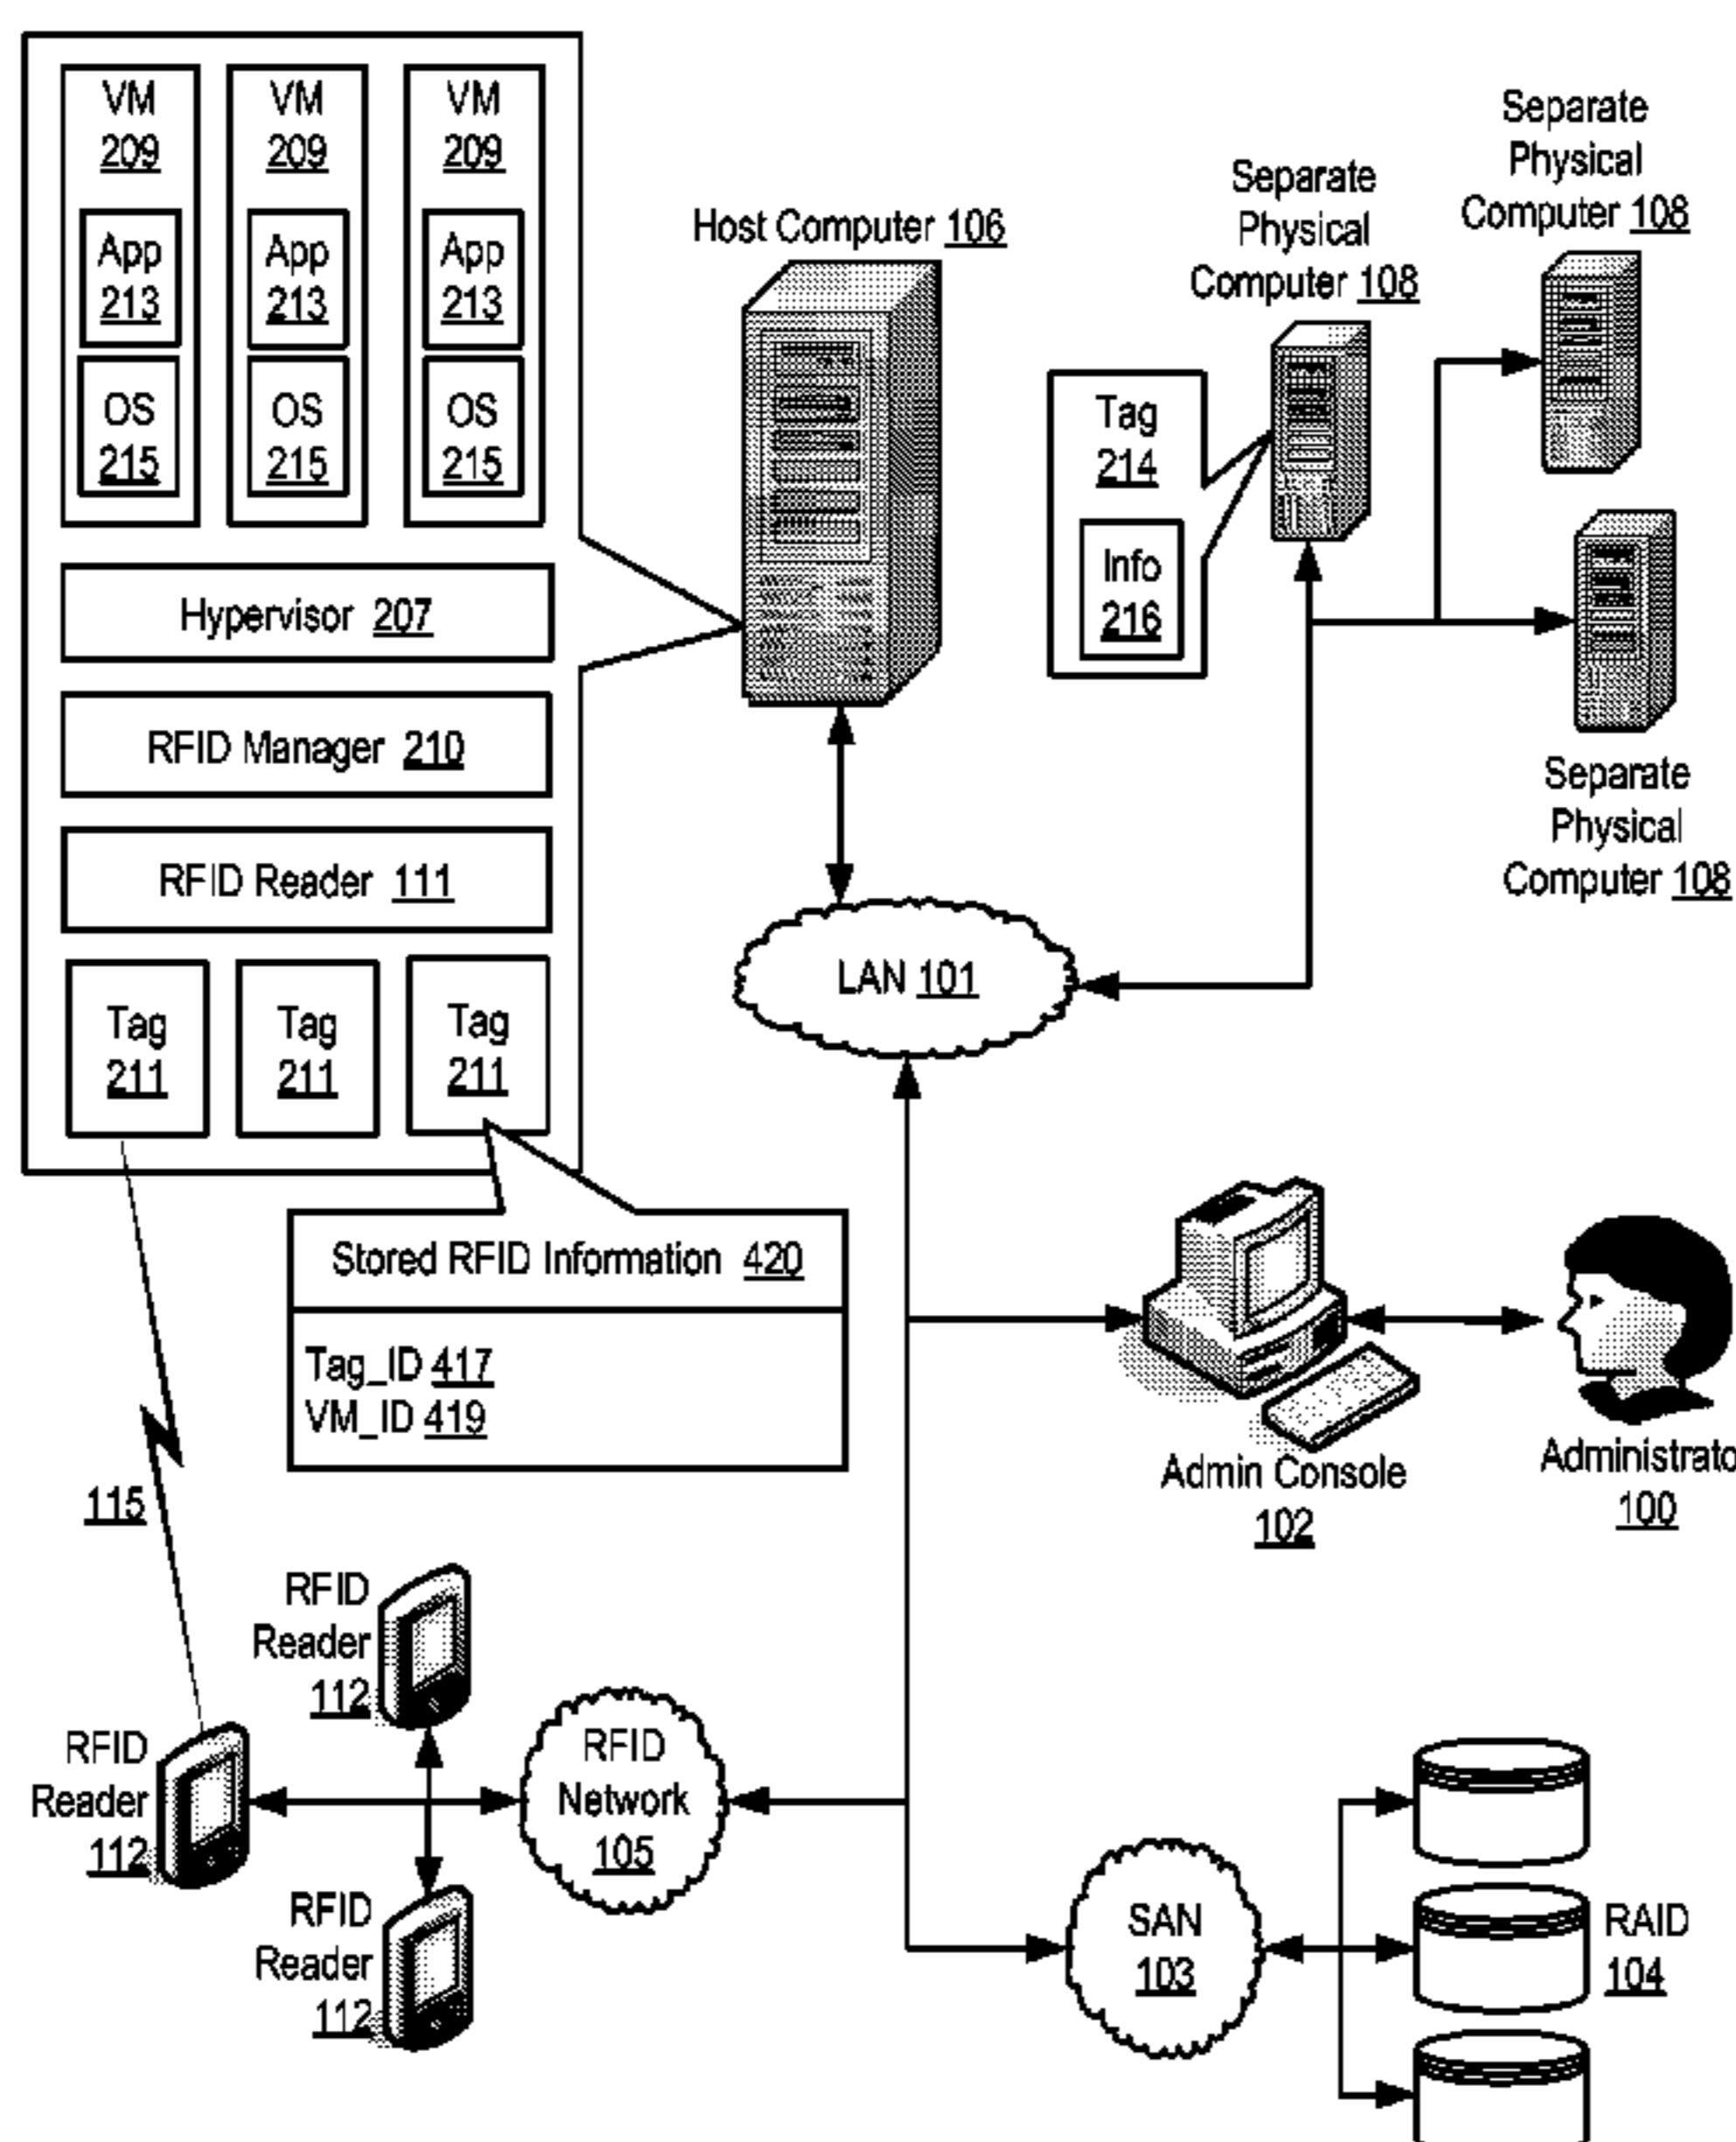 VM
209
App
213
OS
215
VM
209
App
213
OS
215
VM
209
App
213
OS
215
Hypervisor 207
RFID Manager 210
RFID Reader 111
Tag
211
Tag
211
Tag
211
Stored RFID Information 420
Tag_ID 417
VM_ID 419
115
Host Computer 106
Separate
Physical
Computer 108
Separate
Physical
Computer 108
Tag
214
Info
216
Separate
Physical
Computer 108
LAN 101
Admin Console
102
Administrato
100
RFID
Reader
112
RFID
Reader
112
RFID
Reader
112
RFID
Network
105
SAN
103
RAID
104